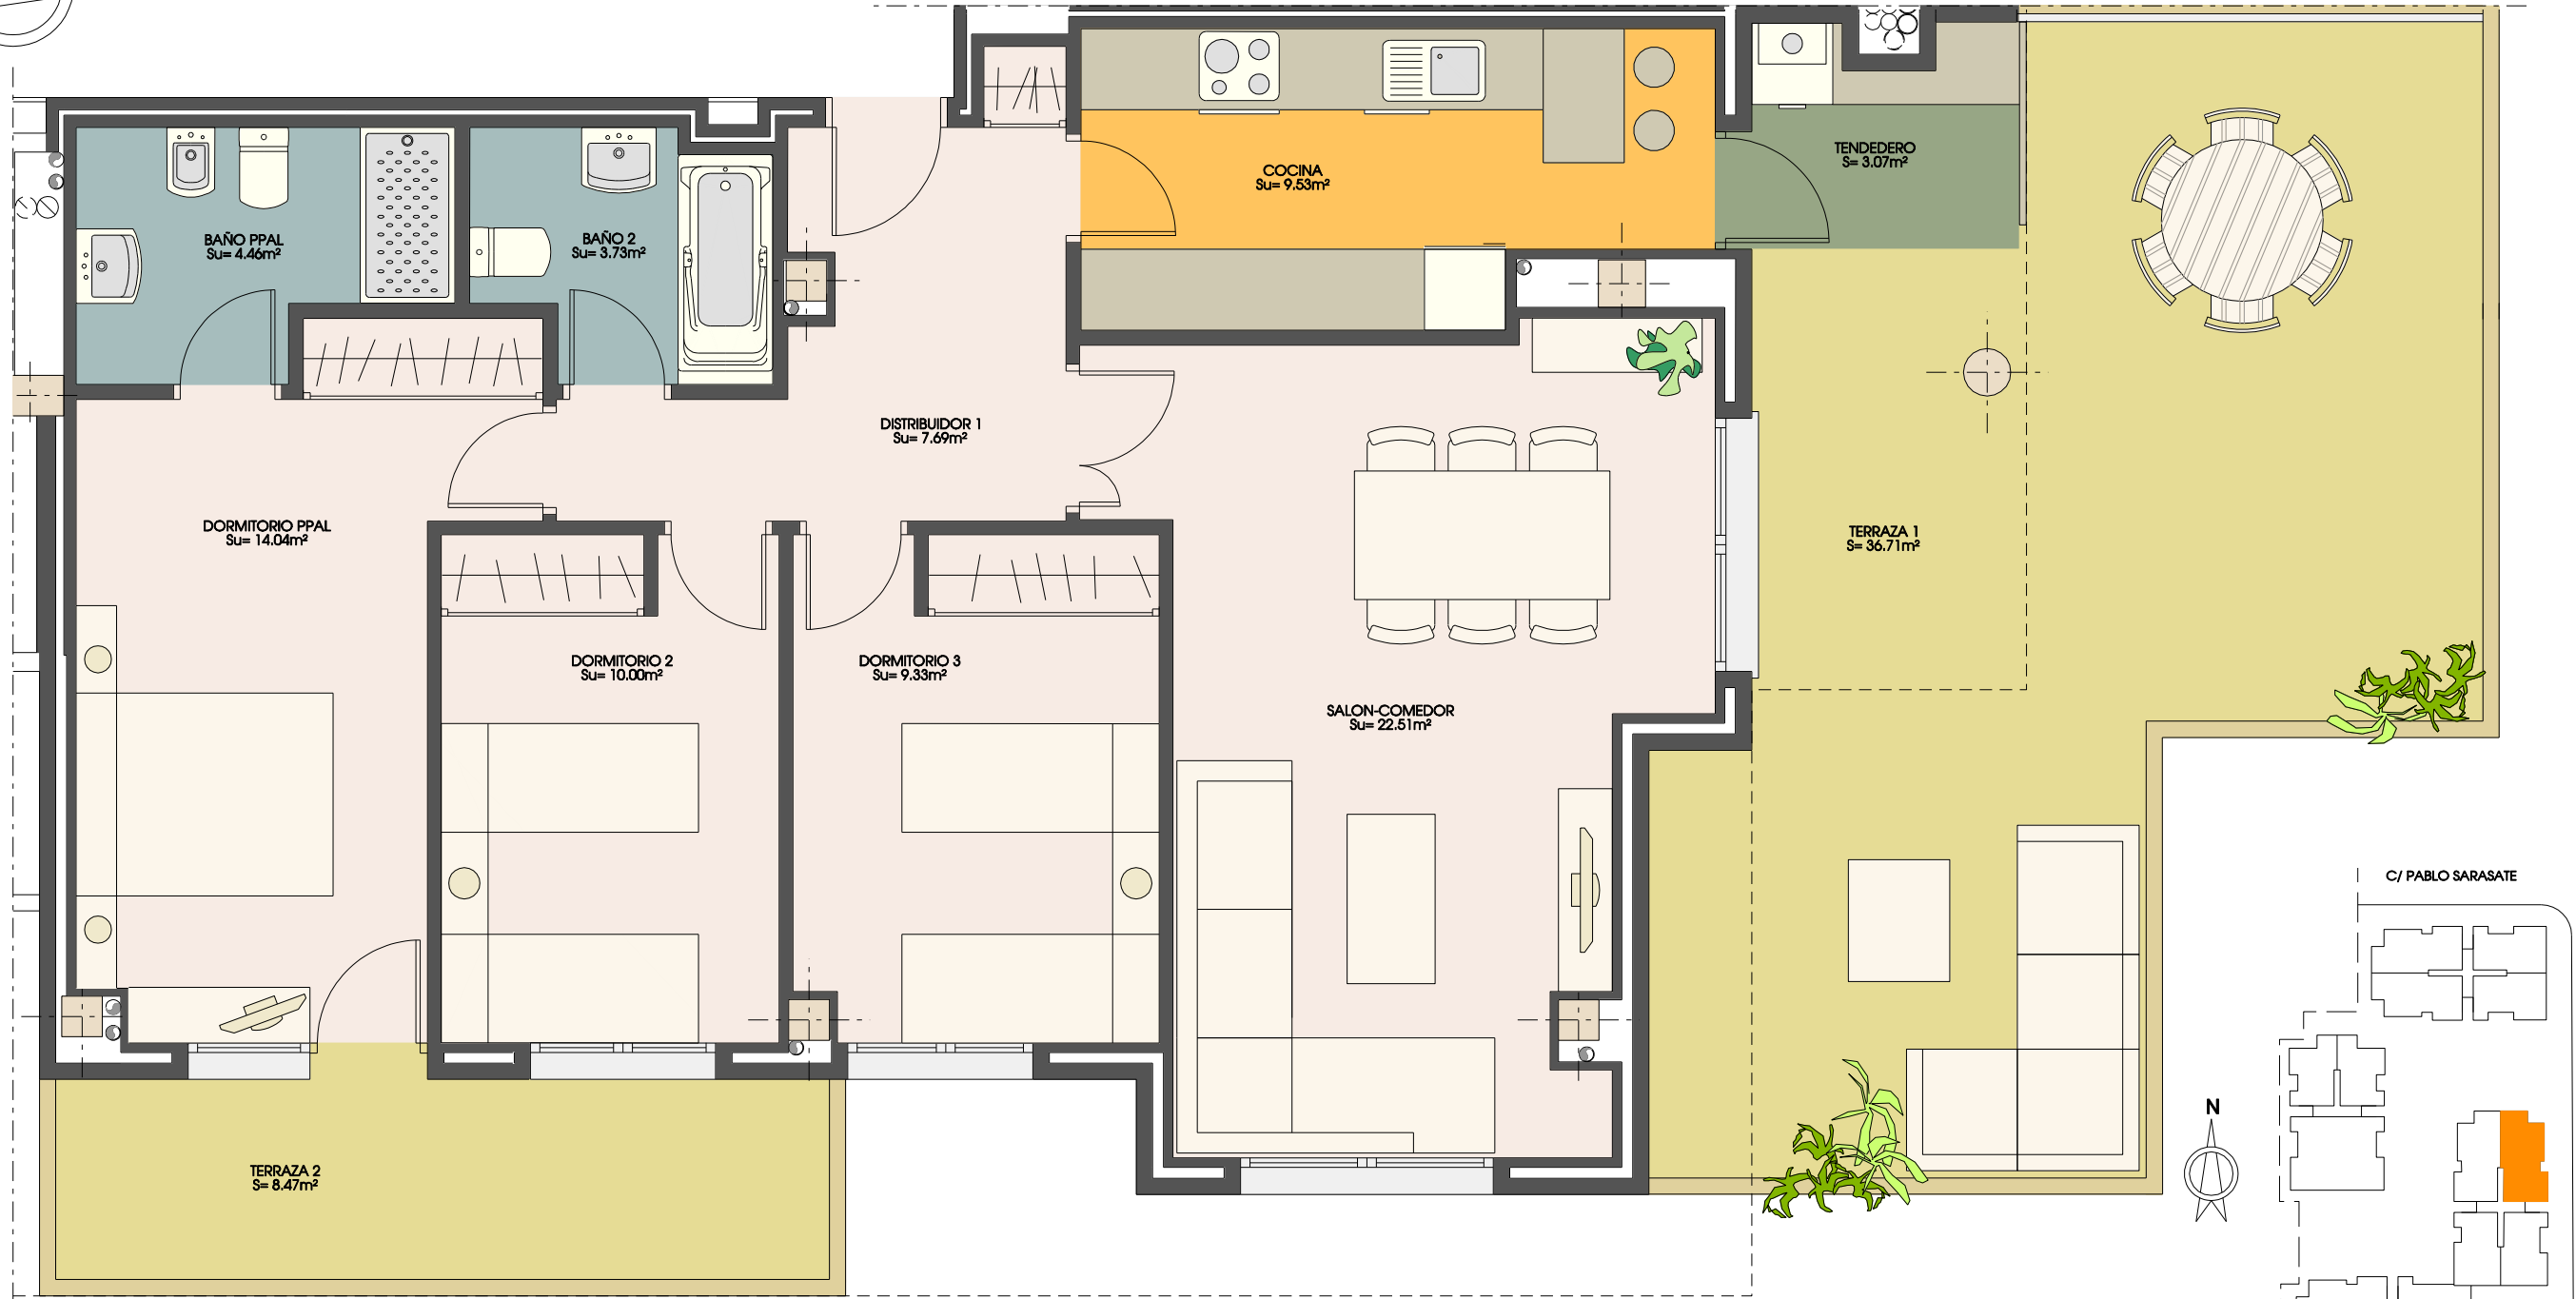 COCINA
Su= 9.53m²
TENDEDERO
S= 3.07m²
BAÑO PPAL
Su= 4.46m²
BAÑO 2
Su= 3.73m²
DISTRIBUIDOR 1
Su= 7.69m²
DORMITORIO PPAL
Su= 14.04m²
TERRAZA 1
S= 36.71m²
DORMITORIO 2
Su= 10.00m²
DORMITORIO 3
Su= 9.33m²
SALON-COMEDOR
Su= 22.51m²
C/ PABLO SARASATE
N
TERRAZA 2
S= 8.47m²